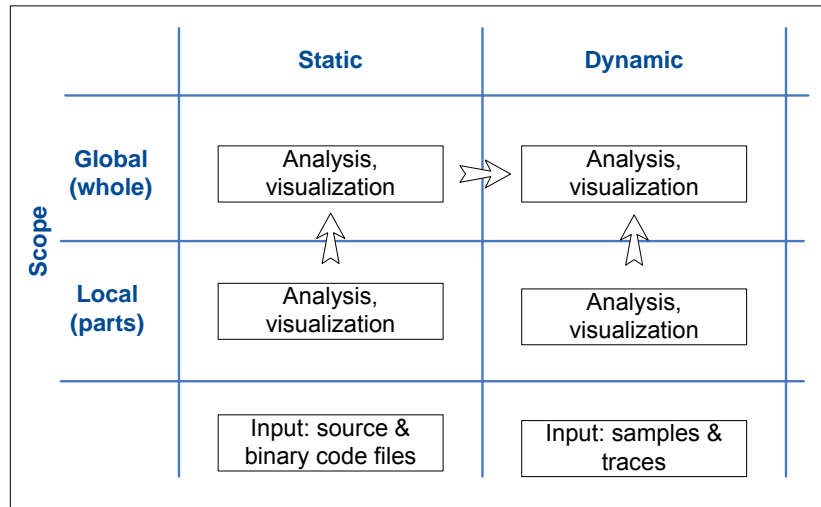 Static
Dynamic
Scope
Global
(whole)
Analysis,
visualization
Analysis,
visualization
Local
(parts)
Analysis,
visualization
Analysis,
visualization
Input: source &
binary code files
Input: samples &
traces